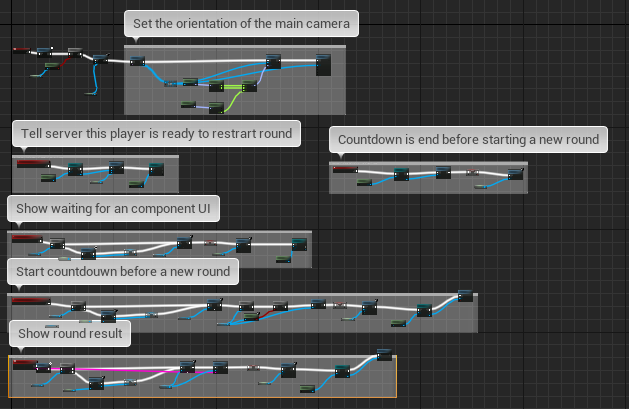 Set the orientation of the main camera
Tell server this player is ready to restrart round
Countdown is end before starting a new round
Show waiting for an component UI
Start countdouwn before a new round
Show round result